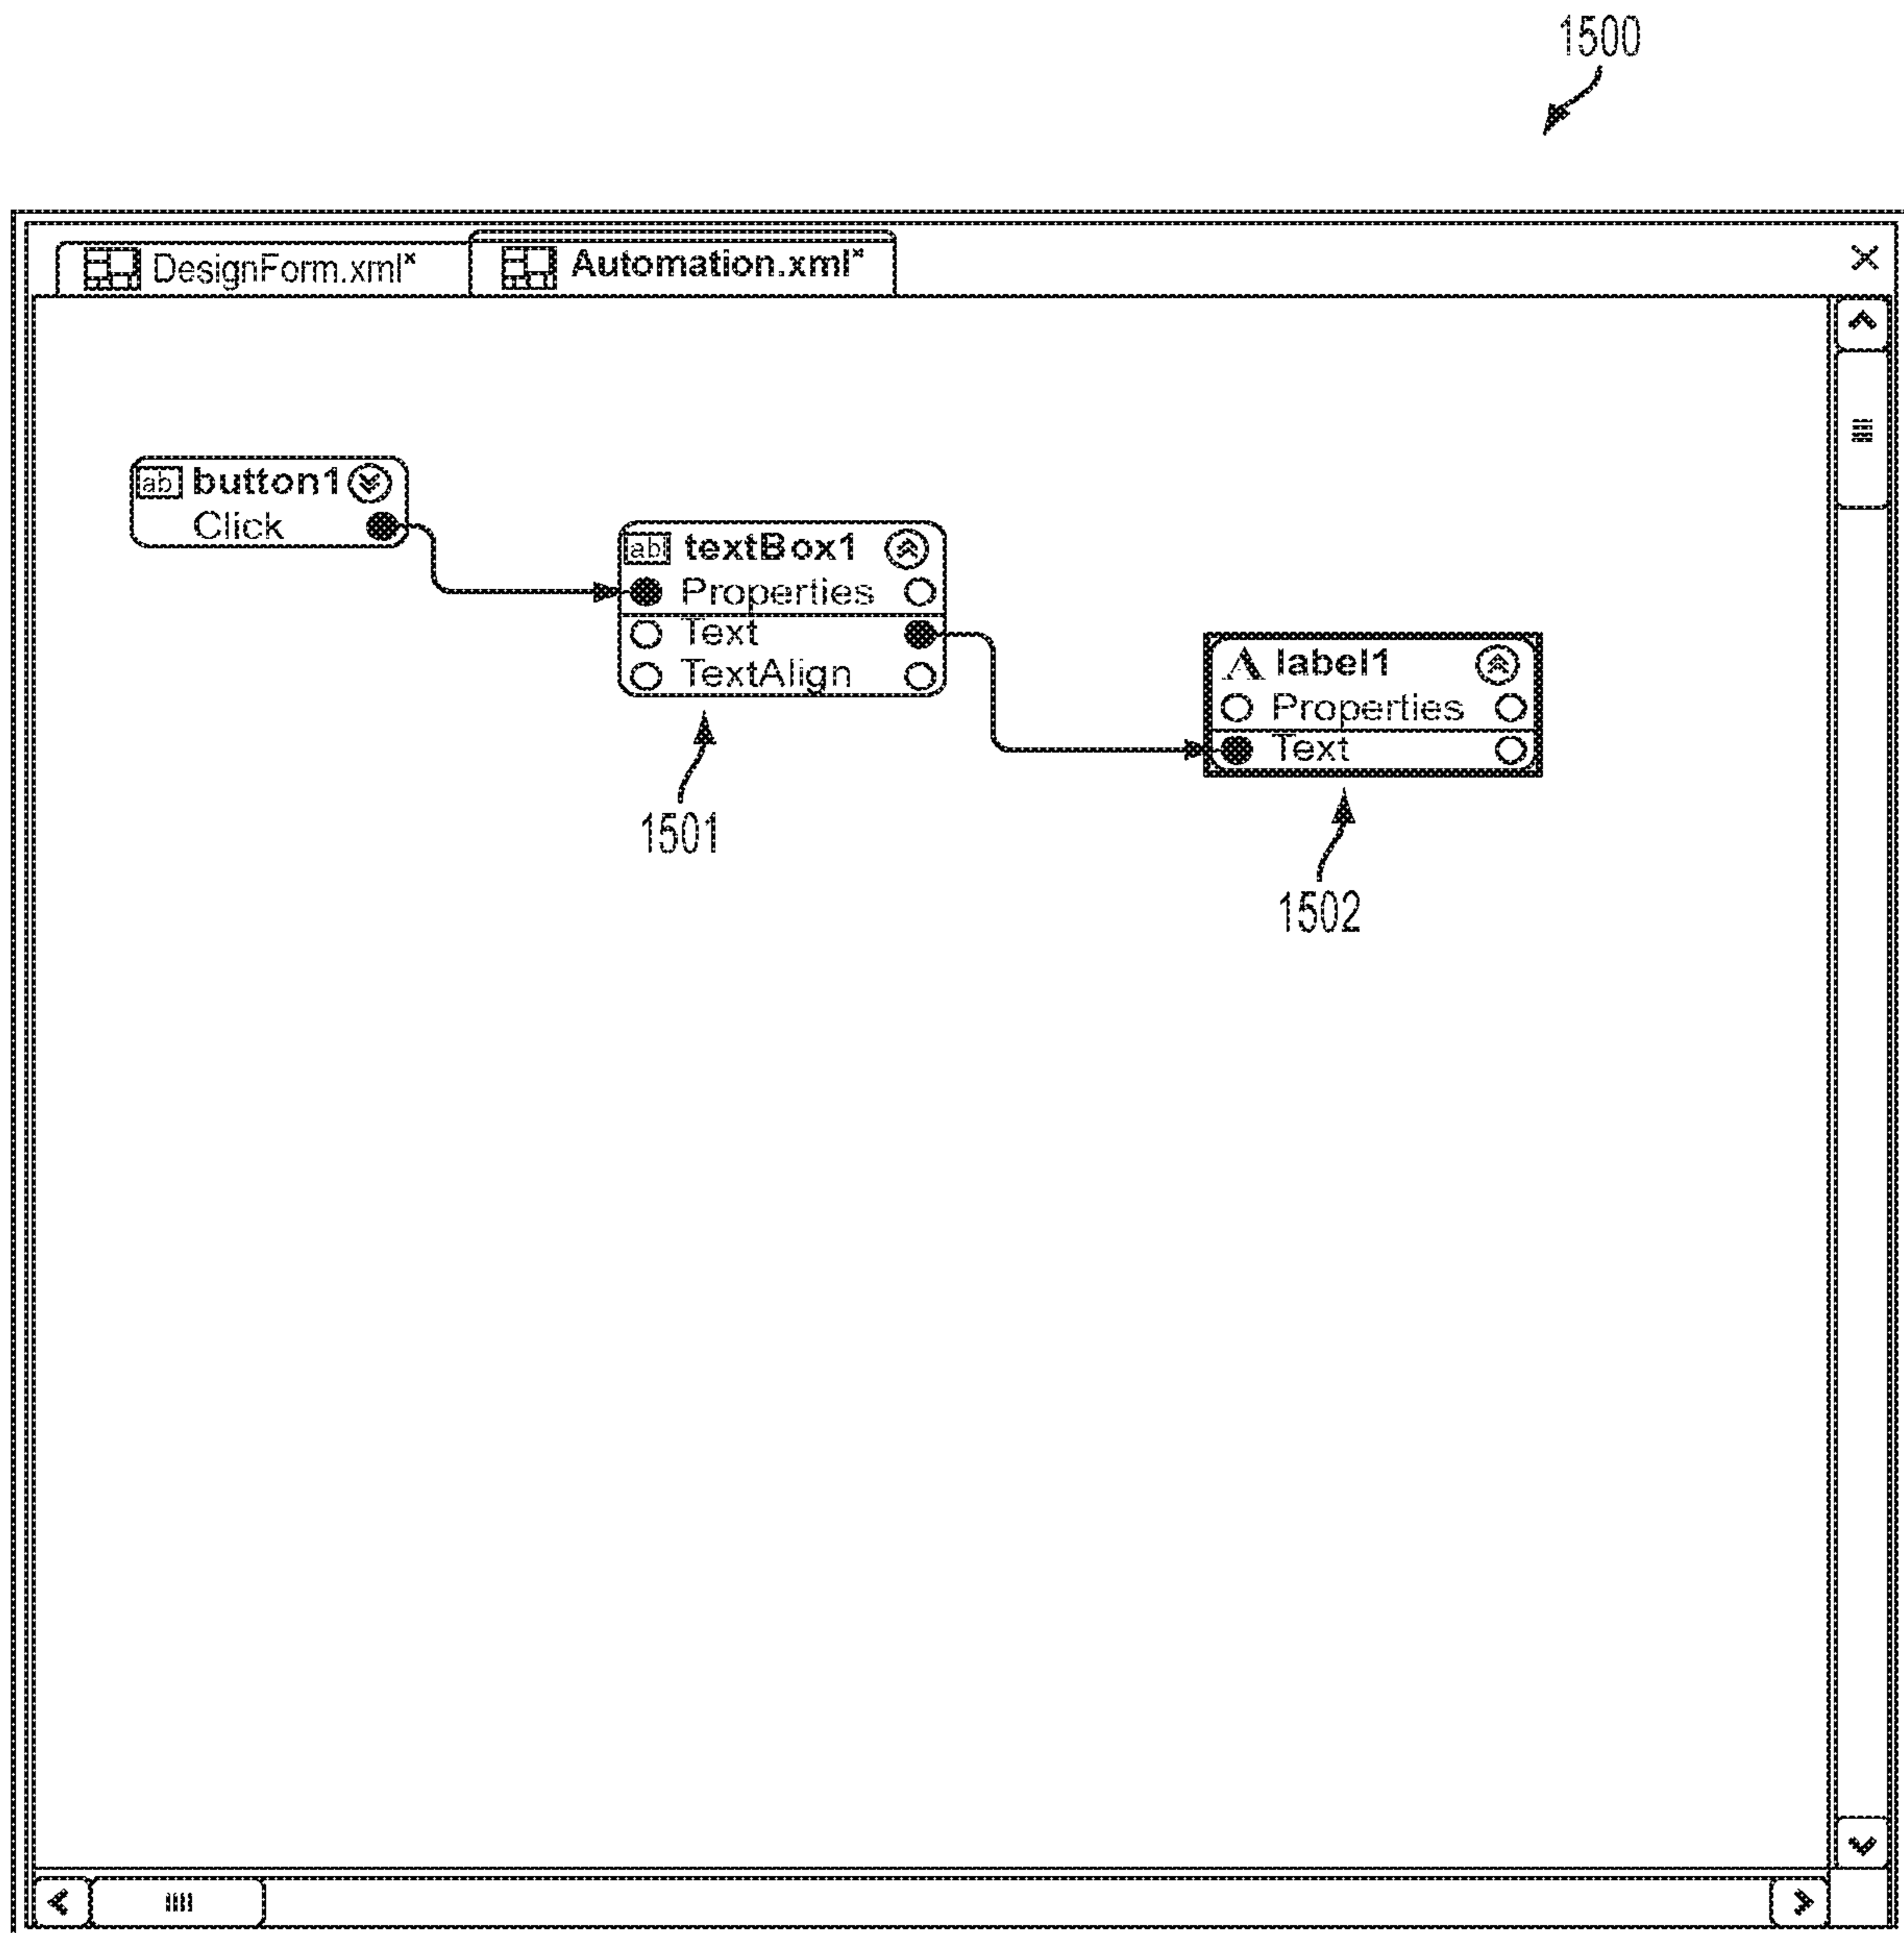 1500
DesignForm.xml*
Automation.xml*
ab button1
Click
ab textBox1
Properties
Text
TextAlign
A label1
Properties
Text
1501
1502